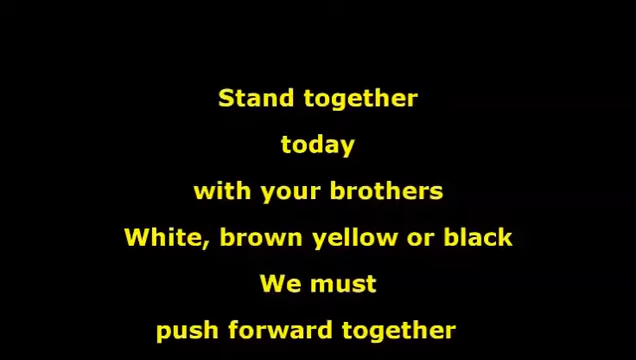 Stand together
today
with your brothers
White, brown yellow or black
We must
push forward together